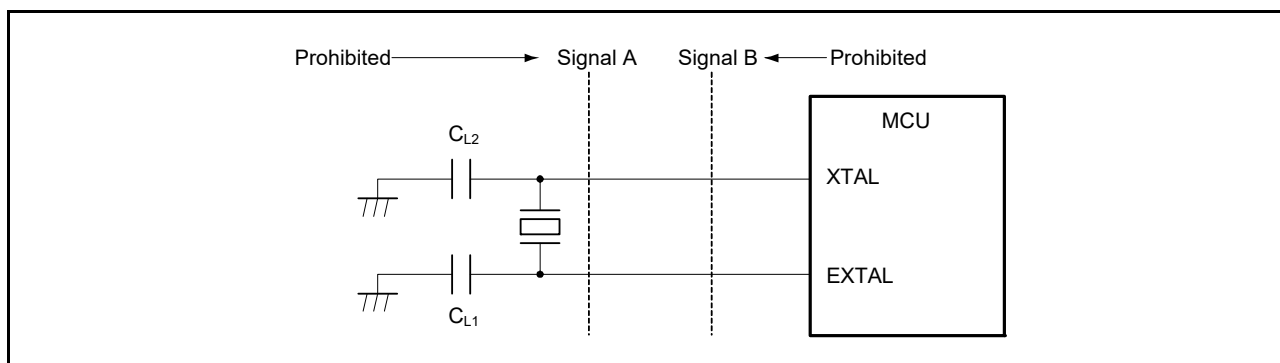 Prohibited Signal A Signal B Prohibited
MCU
CL2
XTAL
EXTAL
CL1